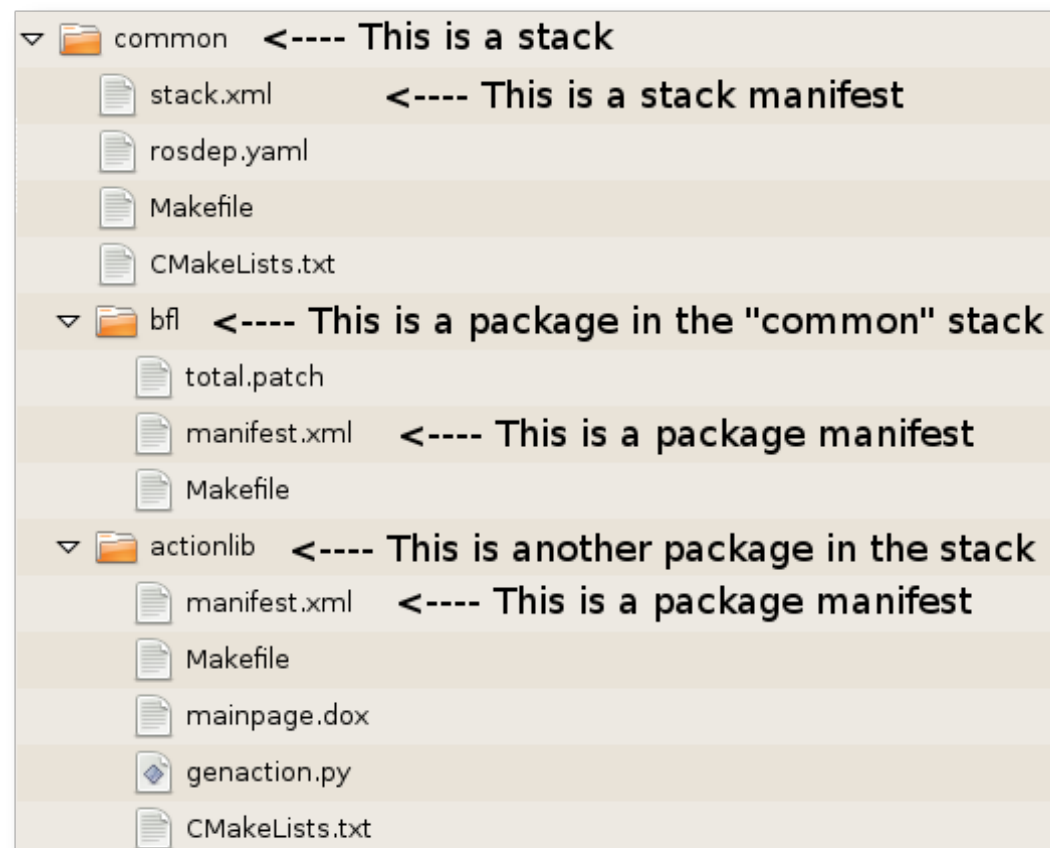 common <---- This is a stack
stack.xml <---- This is a stack manifest
rosdep.yaml
Makefile
CMakeLists.txt
bfl <---- This is a package in the "common" stack
total.patch
manifest.xml <---- This is a package manifest
Makefile
actionlib <---- This is another package in the stack
manifest.xml <---- This is a package manifest
Makefile
mainpage.dox
genaction.py
CMakeLists.txt